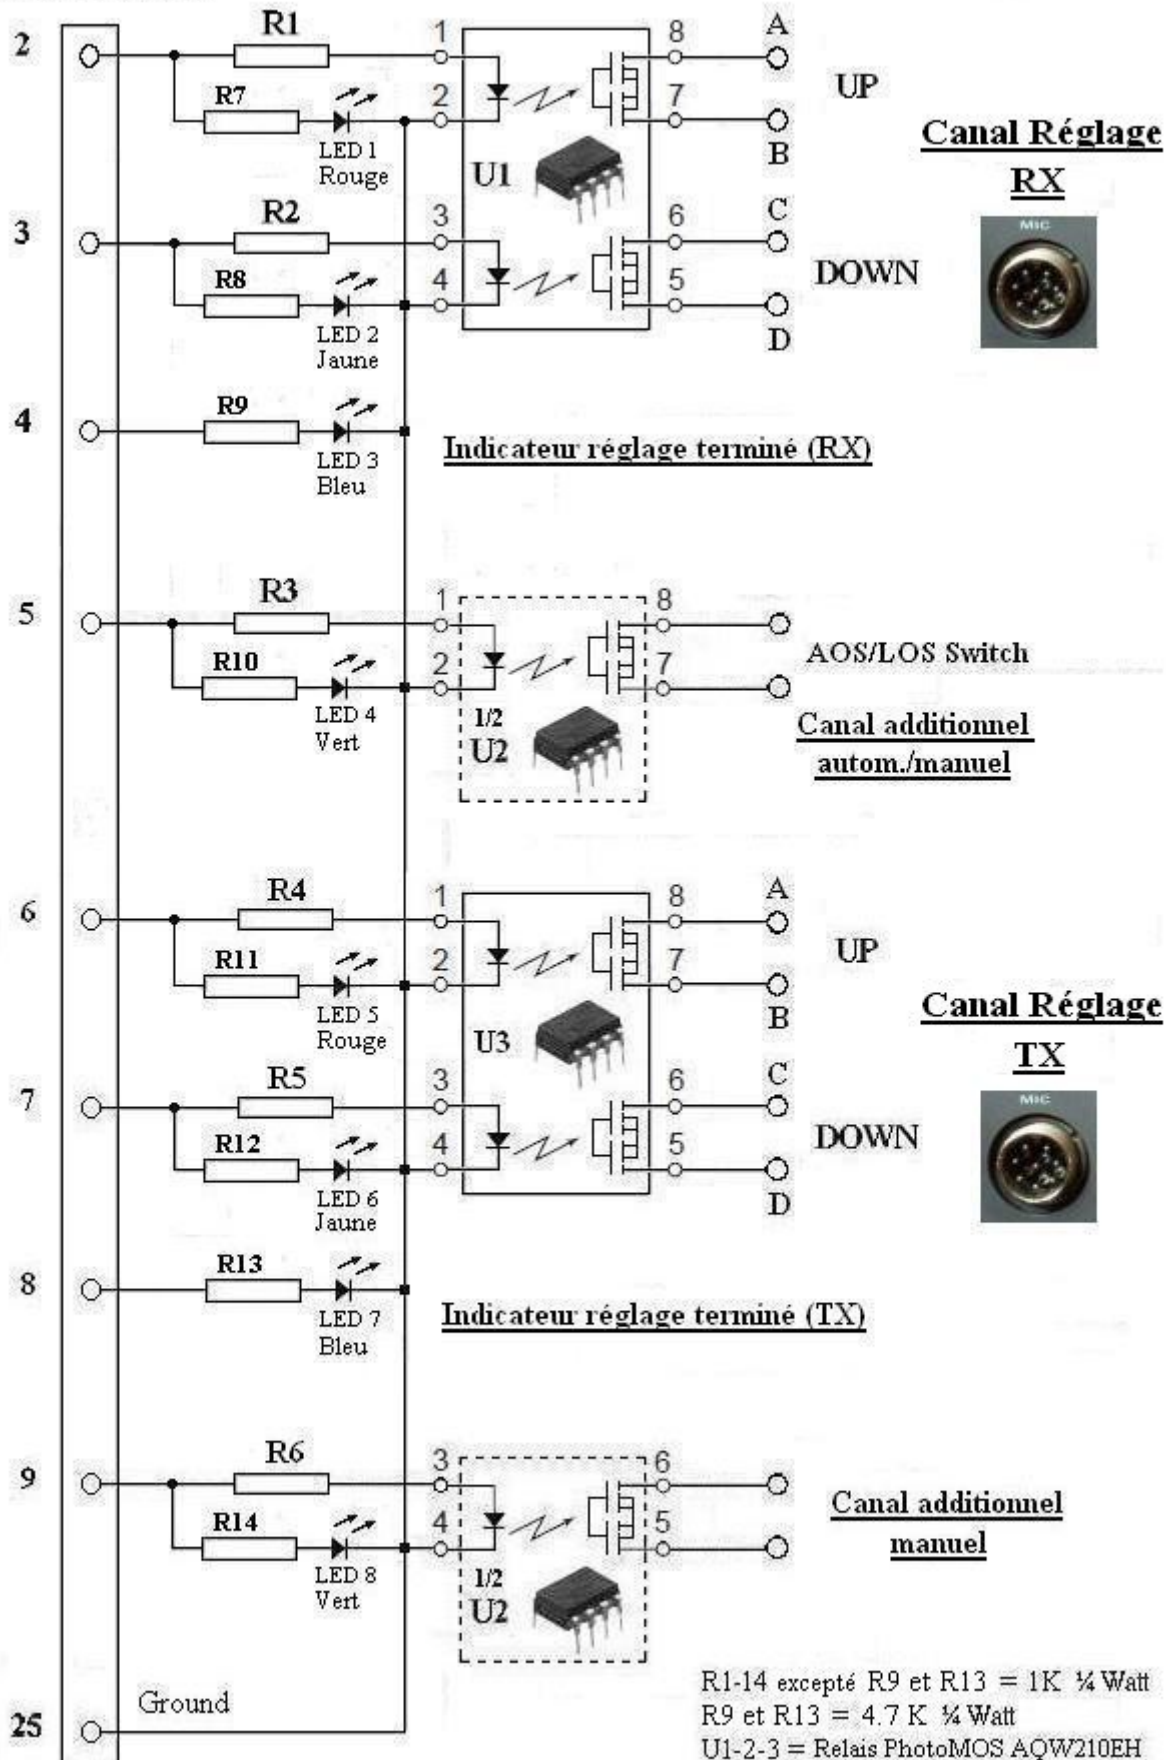 2
R1
1
8
A
R7
2
7
UP
LED 1
Rouge
U1
B
Canal Réglage
RX
MIC
3
R2
3
6
C
R8
4
5
DOWN
LED 2
Jaune
D
4
R9
LED 3
Bleu
Indicateur réglage terminé (RX)
5
R3
1
8
R10
2
7
AOS/LOS Switch
LED 4
Vert
1/2
U2
Canal additionnel
autom./manuel
6
R4
1
8
A
R11
2
7
UP
LED 5
Rouge
U3
B
Canal Réglage
TX
MIC
7
R5
3
6
C
R12
4
5
DOWN
LED 6
Jaune
D
8
R13
LED 7
Bleu
Indicateur réglage terminé (TX)
9
R6
3
6
R14
4
5
Canal additionnel
manuel
LED 8
Vert
1/2
U2
25
Ground
R1-14 excepté R9 et R13 = 1K ¼ Watt
R9 et R13 = 4.7 K ¼ Watt
U1-2-3 = Relais PhotoMOS AQW210EH